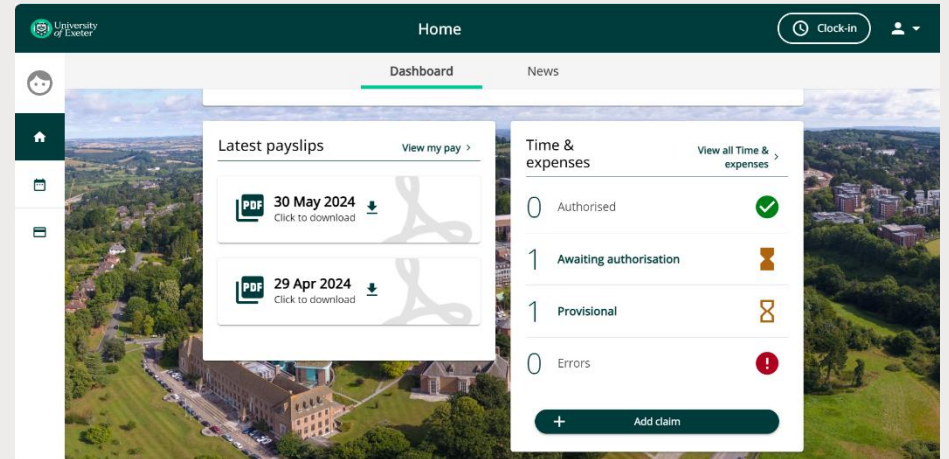 University
of Exeter
Home
Clock-in
Dashboard
News
Latest payslips
View my pay >
PDF
30 May 2024
Click to download
PDF
29 Apr 2024
Click to download
Time &
expenses
View all Time &
expenses >
0 Authorised
1 Awaiting authorisation
1 Provisional
0 Errors
+ Add claim